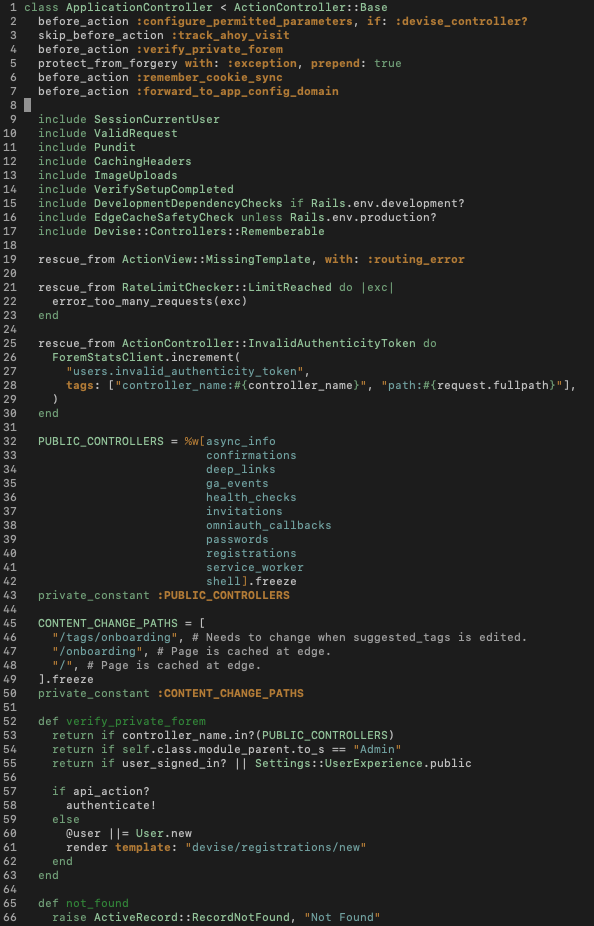 1 class ApplicationController < ActionController::Base
2   before_action :configure_permitted_parameters, if: :devise_controller?
3   skip_before_action :track_ahoy_visit
4   before_action :verify_private_forem
5   protect_from_forgery with: :exception, prepend: true
6   before_action :remember_cookie_sync
7   before_action :forward_to_app_config_domain
8
9   include SessionCurrentUser
10   include ValidRequest
11   include Pundit
12   include CachingHeaders
13   include ImageUploads
14   include VerifySetupCompleted
15   include DevelopmentDependencyChecks if Rails.env.development?
16   include EdgeCacheSafetyCheck unless Rails.env.production?
17   include Devise::Controllers::Rememberable
18
19   rescue_from ActionView::MissingTemplate, with: :routing_error
20
21   rescue_from RateLimitChecker::LimitReached do |exc|
22     error_too_many_requests(exc)
23   end
24
25   rescue_from ActionController::InvalidAuthenticityToken do
26     ForemStatsClient.increment(
27       "users.invalid_authenticity_token",
28       tags: ["controller_name:#{controller_name}", "path:#{request.fullpath}"],
29     )
30   end
31
32   PUBLIC_CONTROLLERS = %w[async_info
33                           confirmations
34                           deep_links
35                           ga_events
36                           health_checks
37                           invitations
38                           omniauth_callbacks
39                           passwords
40                           registrations
41                           service_worker
42                           shell].freeze
43   private_constant :PUBLIC_CONTROLLERS
44
45   CONTENT_CHANGE_PATHS = [
46     "/tags/onboarding", # Needs to change when suggested_tags is edited.
47     "/onboarding", # Page is cached at edge.
48     "/", # Page is cached at edge.
49   ].freeze
50   private_constant :CONTENT_CHANGE_PATHS
51
52   def verify_private_forem
53     return if controller_name.in?(PUBLIC_CONTROLLERS)
54     return if self.class.module_parent.to_s == "Admin"
55     return if user_signed_in? || Settings::UserExperience.public
56
57     if api_action?
58       authenticate!
59     else
60       @user ||= User.new
61       render template: "devise/registrations/new"
62     end
63   end
64
65   def not_found
66     raise ActiveRecord::RecordNotFound, "Not Found"